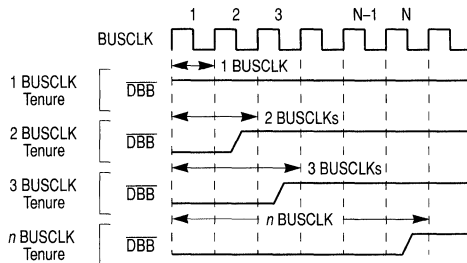 1 2 3 N–1 N
BUSCLK
1 BUSCLK
1 BUSCLK Tenure DBB
2 BUSCLKs
2 BUSCLK Tenure DBB
3 BUSCLKs
3 BUSCLK Tenure DBB
n BUSCLK
n BUSCLK Tenure DBB